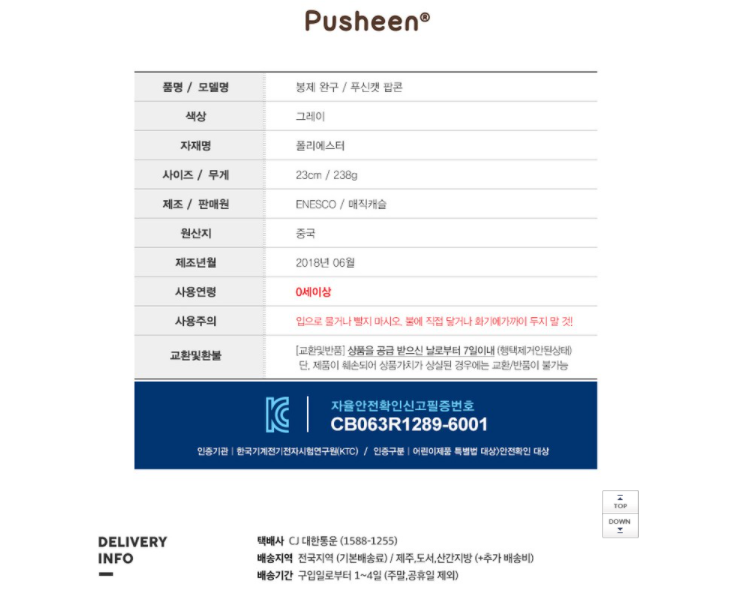 Pusheen®
품명 / 모델명 봉제 완구 / 푸신캣 팝콘
색상 그레이
자재명 폴리에스터
사이즈 / 무게 23cm / 238g
제조 / 판매원 ENESCO / 매직캐슬
원산지 중국
제조년월 2018년 06월
사용연령 0세이상
사용주의 입으로 물거나 빨지 마시오, 불에 직접 닿거나 화기에가까이 두지 말 것!
교환및환불 [교환및반품] 상품을 공급 받으신 날로부터 7일이내 (행택제거안된상태)
단, 제품이 훼손되어 상품가치가 상실된 경우에는 교환/반품이 불가능
자율안전확인신고필증번호
CB063R1289-6001
인증기관 | 한국기계전기전자시험연구원(KTC) / 인증구분 | 어린이제품 특별법 대상>안전확인 대상
TOP
DOWN
DELIVERY
INFO
택배사 CJ 대한통운 (1588-1255)
배송지역 전국지역 (기본배송료) / 제주,도서,산간지방 (+추가 배송비)
배송기간 구입일로부터 1~4일 (주말,공휴일 제외)